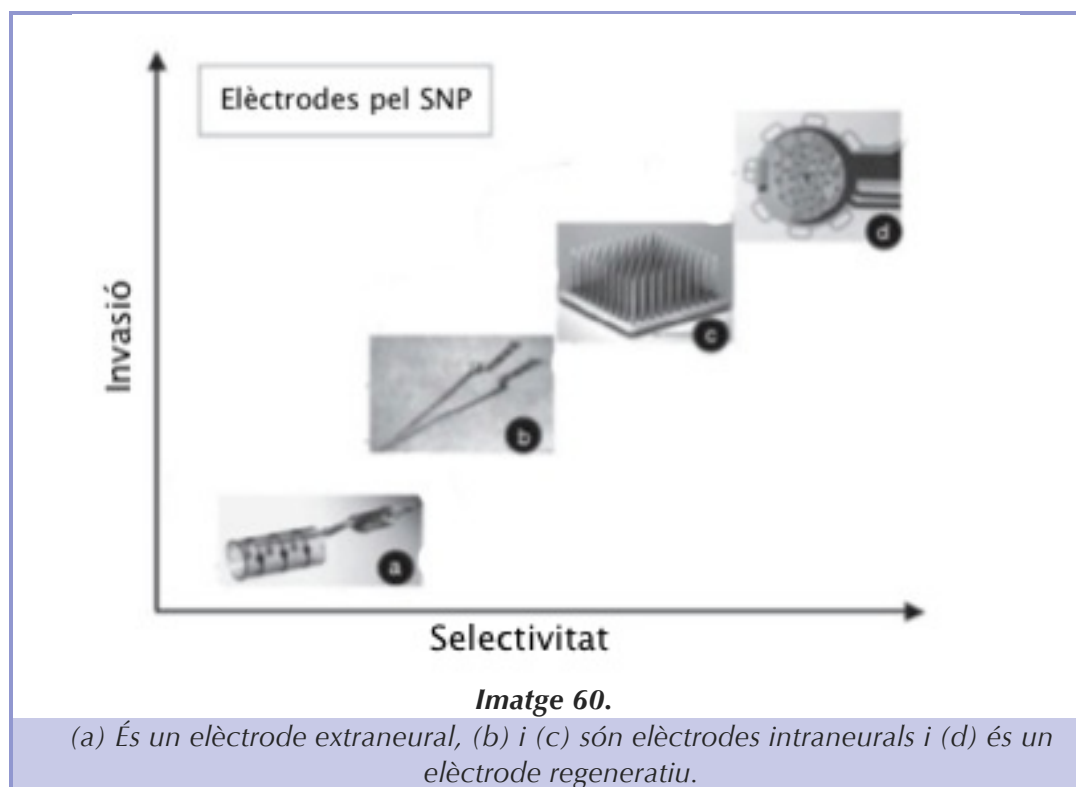 Elèctrodes pel SNP
d
Invasió
c
b
a
Selectivitat
Imatge 60.
(a) És un elèctrode extraneural, (b) i (c) són elèctrodes intraneurals i (d) és un
elèctrode regeneratiu.